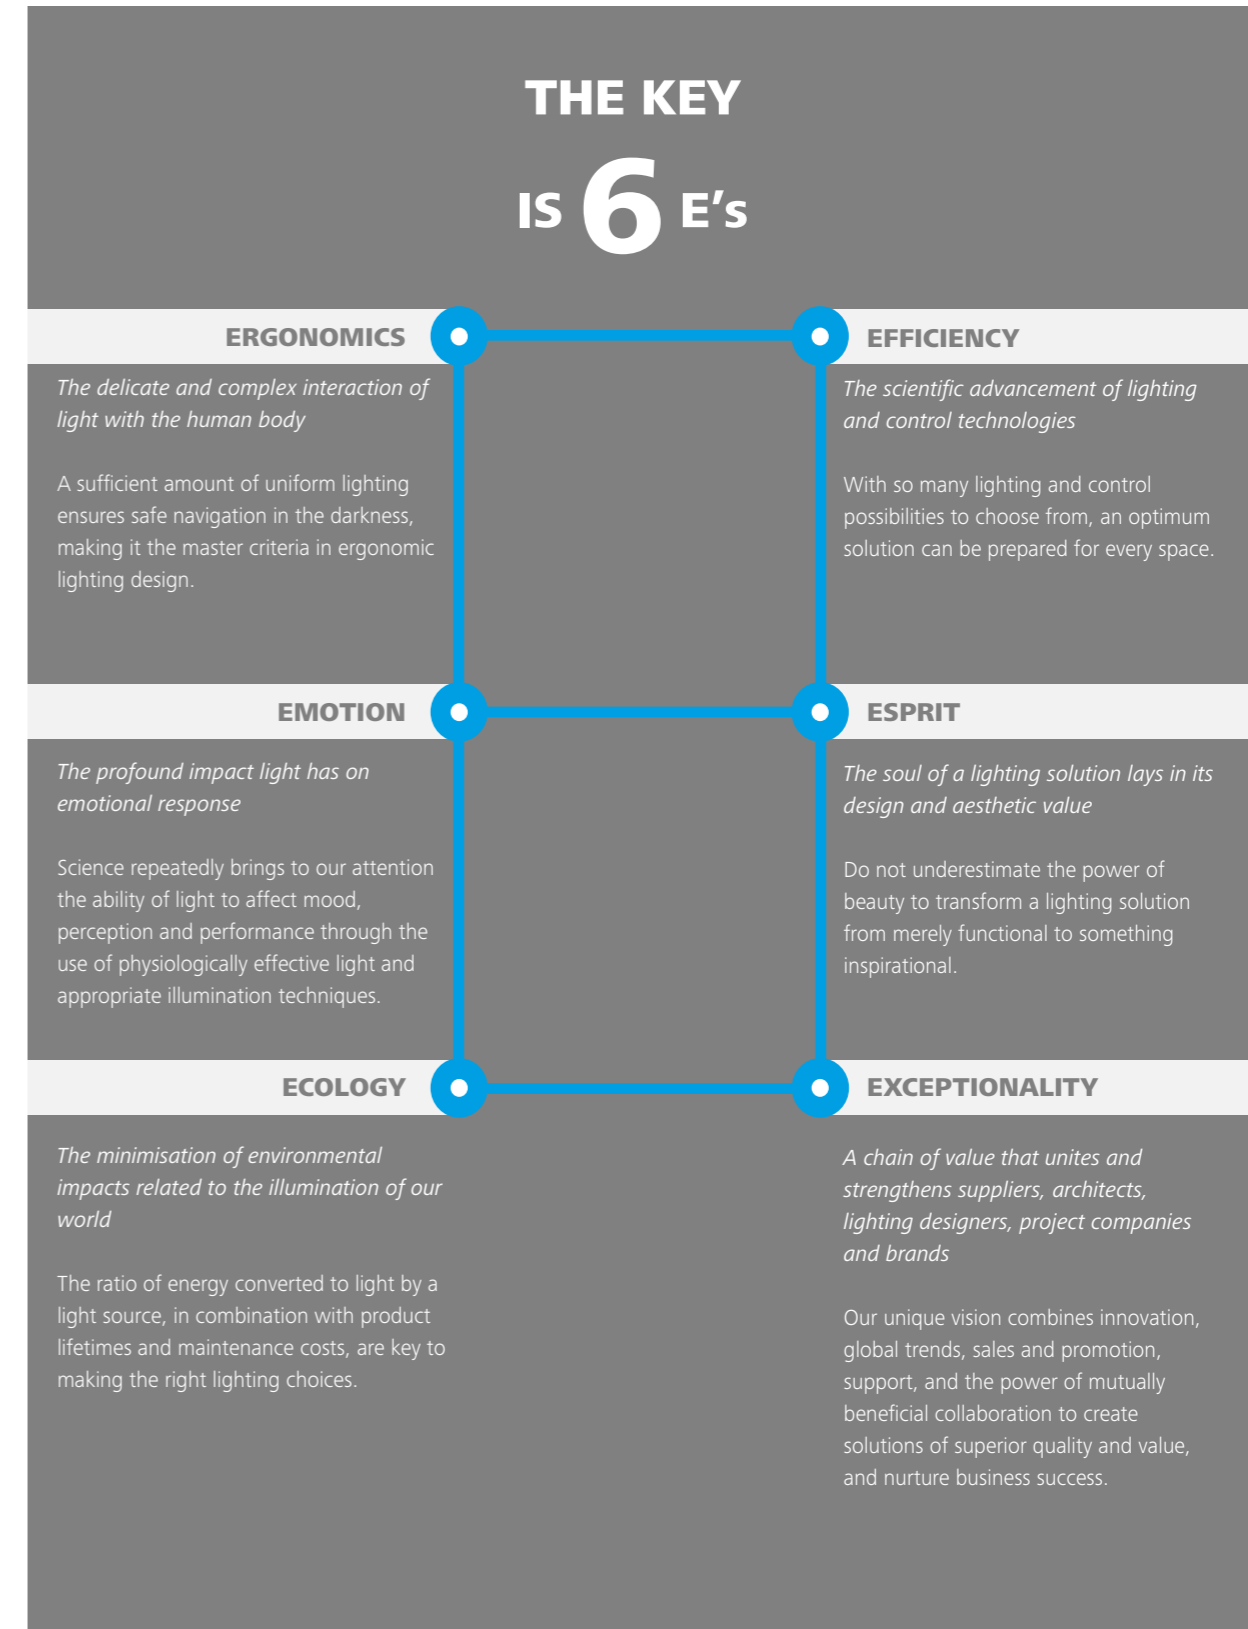 THE KEY
IS 6 E's
ERGONOMICS
The delicate and complex interaction of
light with the human body
A sufficient amount of uniform lighting
ensures safe navigation in the darkness,
making it the master criteria in ergonomic
lighting design.
EFFICIENCY
The scientific advancement of lighting
and control technologies
With so many lighting and control
possibilities to choose from, an optimum
solution can be prepared for every space.
EMOTION
The profound impact light has on
emotional response
Science repeatedly brings to our attention
the ability of light to affect mood,
perception and performance through the
use of physiologically effective light and
appropriate illumination techniques.
ESPRIT
The soul of a lighting solution lays in its
design and aesthetic value
Do not underestimate the power of
beauty to transform a lighting solution
from merely functional to something
inspirational.
ECOLOGY
The minimisation of environmental
impacts related to the illumination of our
world
The ratio of energy converted to light by a
light source, in combination with product
lifetimes and maintenance costs, are key to
making the right lighting choices.
EXCEPTIONALITY
A chain of value that unites and
strengthens suppliers, architects,
lighting designers, project companies
and brands
Our unique vision combines innovation,
global trends, sales and promotion,
support, and the power of mutually
beneficial collaboration to create
solutions of superior quality and value,
and nurture business success.